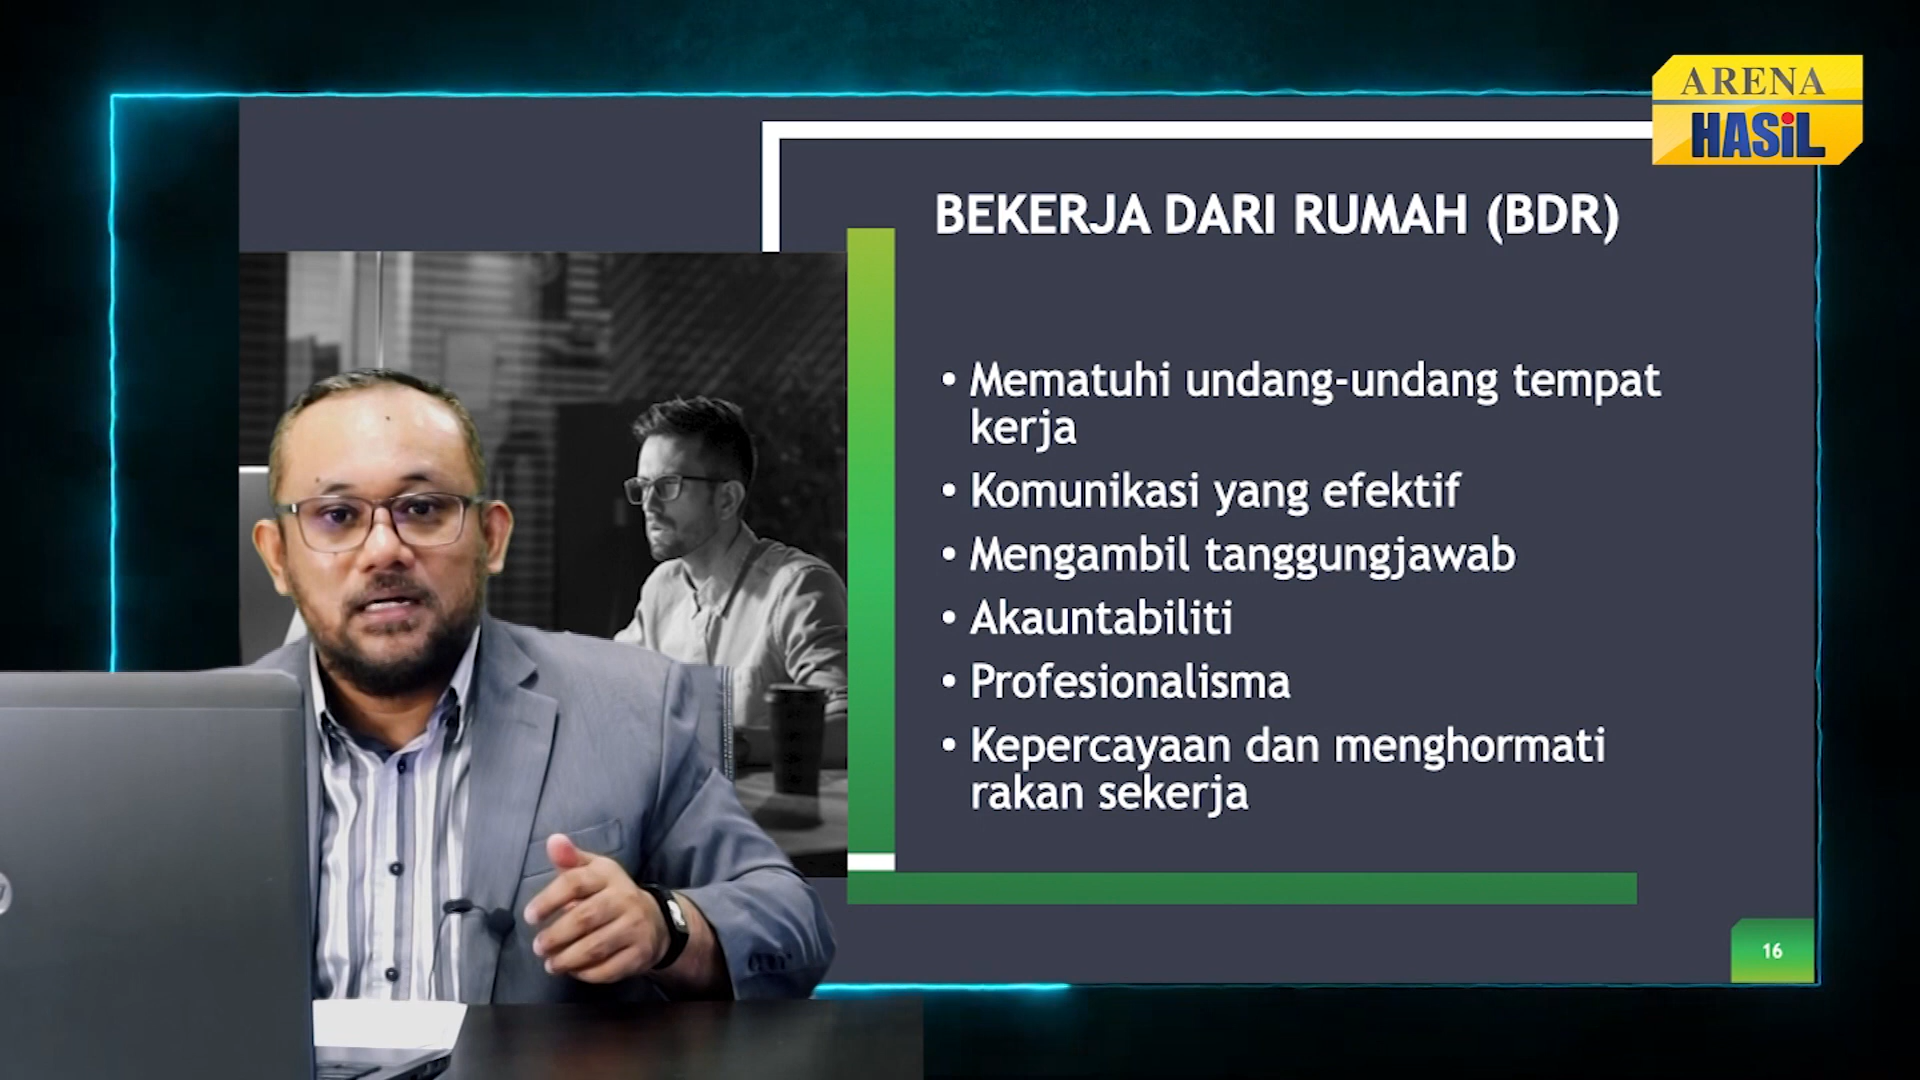 ARENA
HASiL
BEKERJA DARI RUMAH (BDR)
• Mematuhi undang-undang tempat
kerja
• Komunikasi yang efektif
• Mengambil tanggungjawab
• Akauntabiliti
• Profesionalisma
• Kepercayaan dan menghormati
rakan sekerja
16